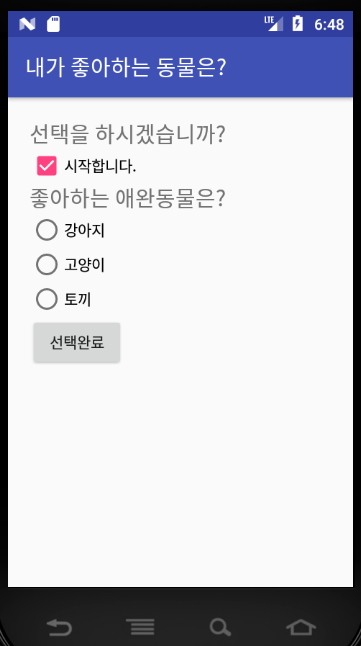 LTE 6:48
내가 좋아하는 동물은?
선택을 하시겠습니까?
시작합니다.
좋아하는 애완동물은?
강아지
고양이
토끼
선택완료